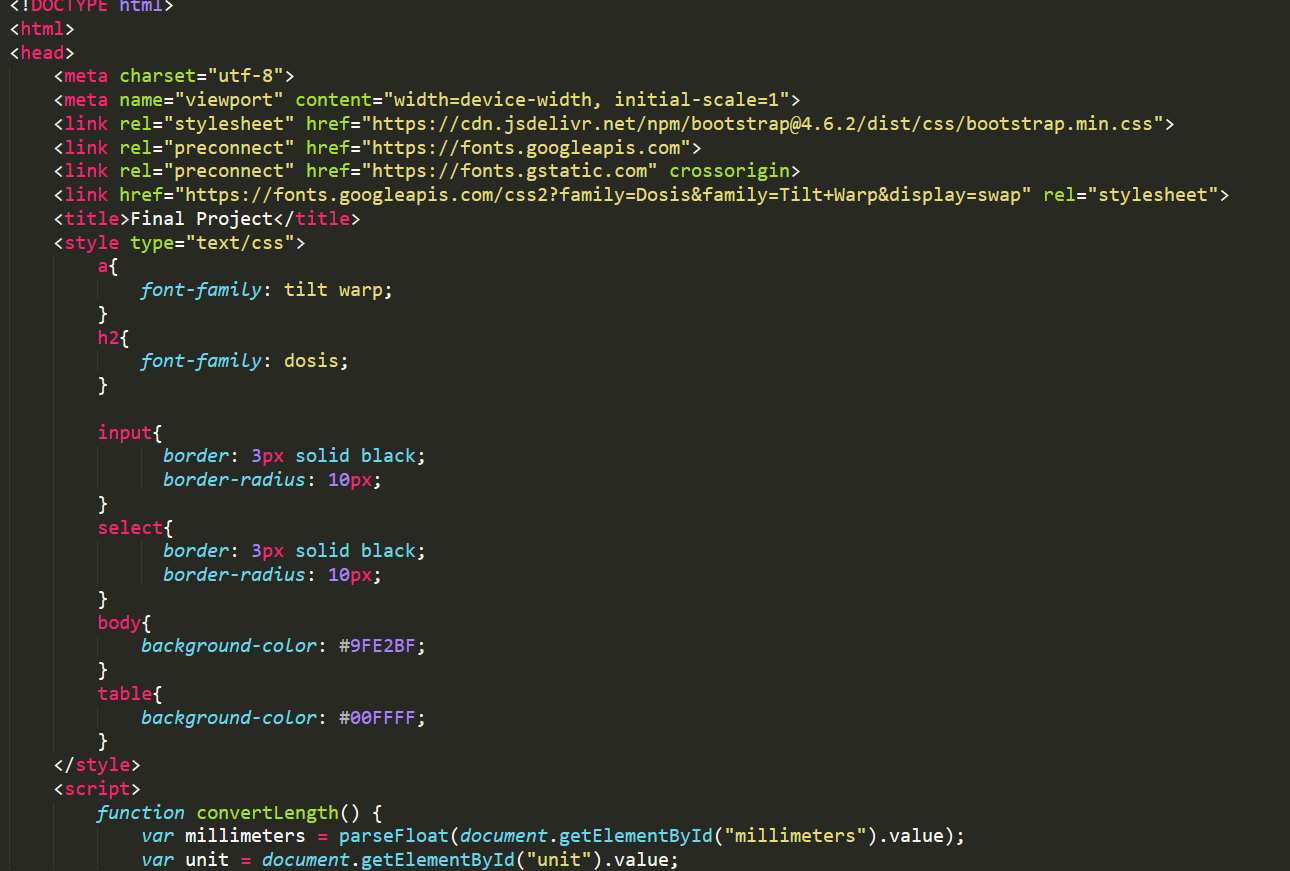 <!DOCTYPE html>
<html>
<head>
    <meta charset="utf-8">
    <meta name="viewport" content="width=device-width, initial-scale=1">
    <link rel="stylesheet" href="https://cdn.jsdelivr.net/npm/bootstrap@4.6.2/dist/css/bootstrap.min.css">
    <link rel="preconnect" href="https://fonts.googleapis.com">
    <link rel="preconnect" href="https://fonts.gstatic.com" crossorigin>
    <link href="https://fonts.googleapis.com/css2?family=Dosis&family=Tilt+Warp&display=swap" rel="stylesheet">
    <title>Final Project</title>
    <style type="text/css">
        a{
            font-family: tilt warp;
        }
        h2{
            font-family: dosis;
        }

        input{
              border: 3px solid black;
              border-radius: 10px;
        }
        select{
              border: 3px solid black;
              border-radius: 10px;
        }
        body{
            background-color: #9FE2BF;
        }
        table{
            background-color: #00FFFF;
        }
    </style>
    <script>
        function convertLength() {
            var millimeters = parseFloat(document.getElementById("millimeters").value);
            var unit = document.getElementById("unit").value;